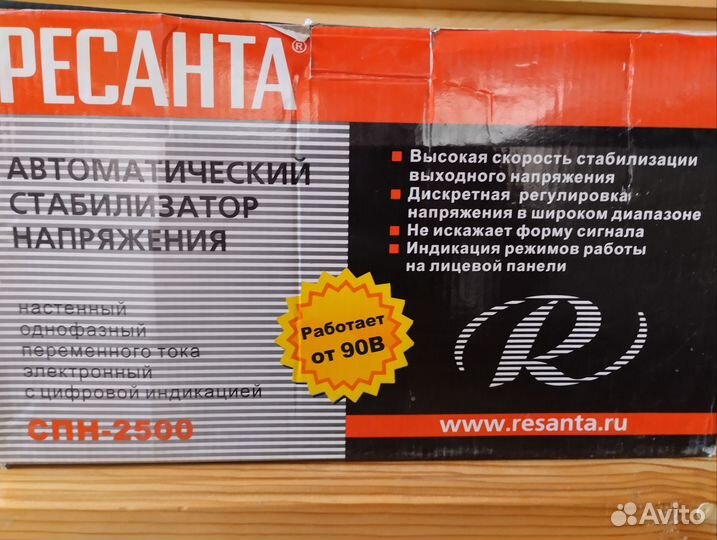 РЕСАНТА®
АВТОМАТИЧЕСКИЙ
СТАБИЛИЗАТОР
НАПРЯЖЕНИЯ
настенный
однофазный
переменного тока
электронный
с цифровой индикацией
СПН-2500
Работает
от 90В
Высокая скорость стабилизации
выходного напряжения
Дискретная регулировка
напряжения в широком диапазоне
Не искажает форму сигнала
Индикация режимов работы
на лицевой панели
R
www.resanta.ru
Avito